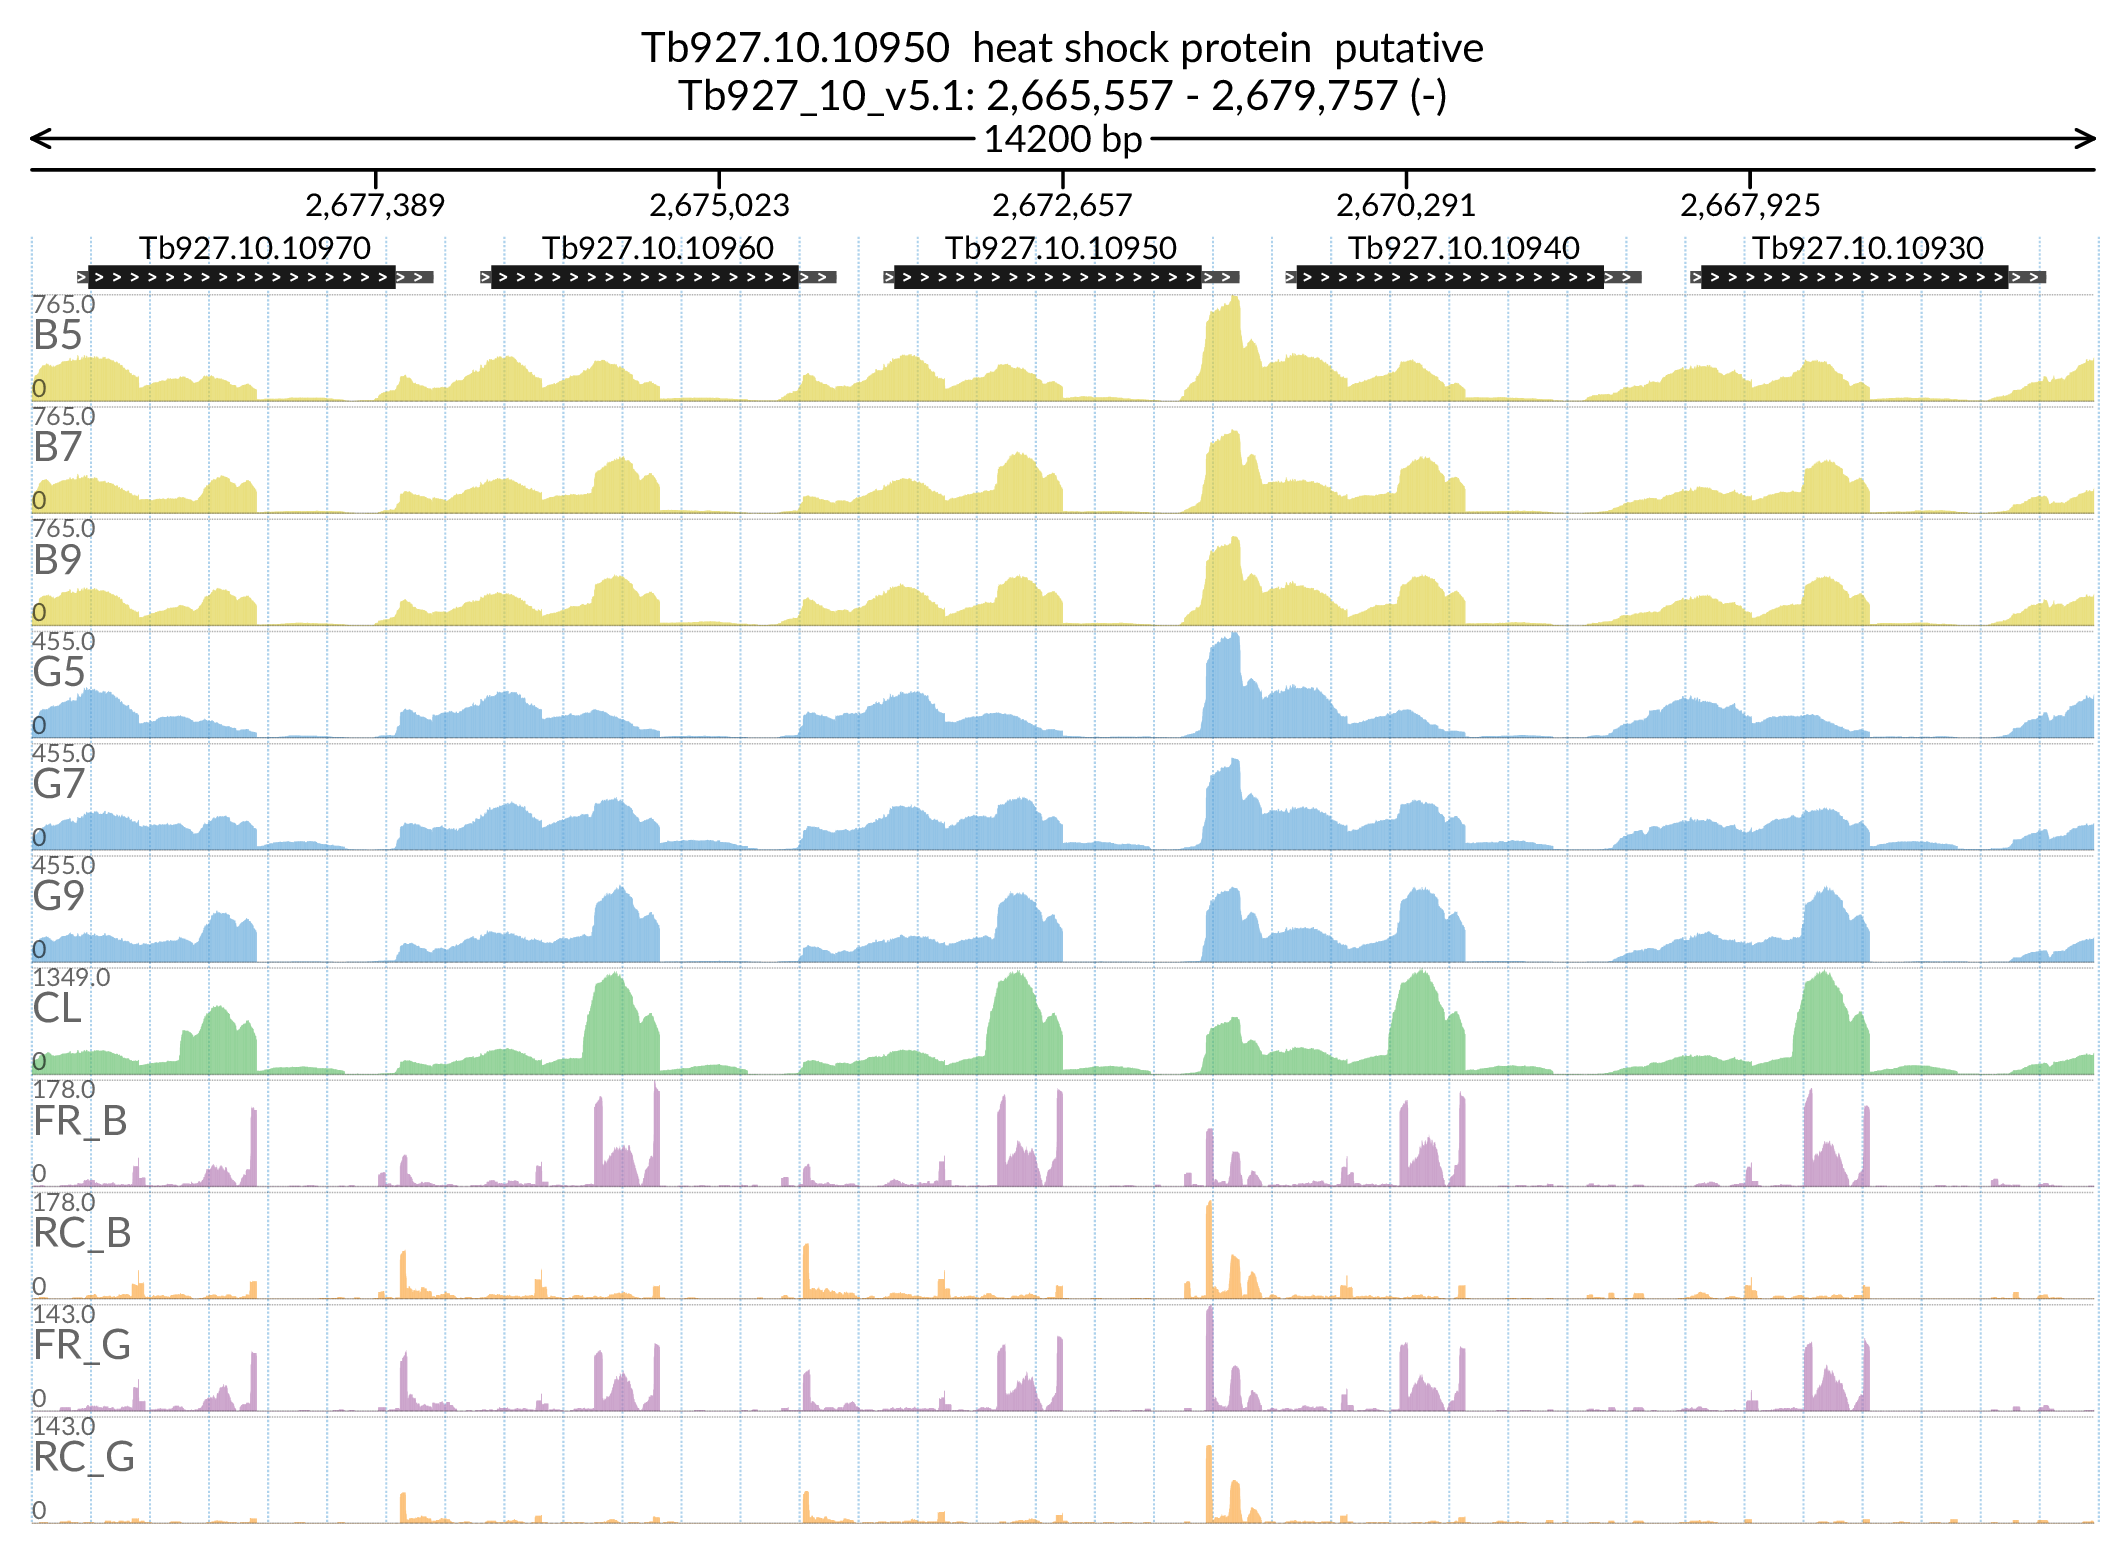 Tb927.10.10950  heat shock protein  putative
Tb927_10_v5.1: 2,665,557 - 2,679,757 (-)
14200 bp
2,677,389 2,675,023 2,672,657 2,670,291 2,667,925
Tb927.10.10970 Tb927.10.10960 Tb927.10.10950 Tb927.10.10940 Tb927.10.10930
765.0
B5
0
765.0
B7
0
765.0
B9
0
455.0
G5
0
455.0
G7
0
455.0
G9
0
1349.0
CL
0
178.0
FR_B
0
178.0
RC_B
0
143.0
FR_G
0
143.0
RC_G
0